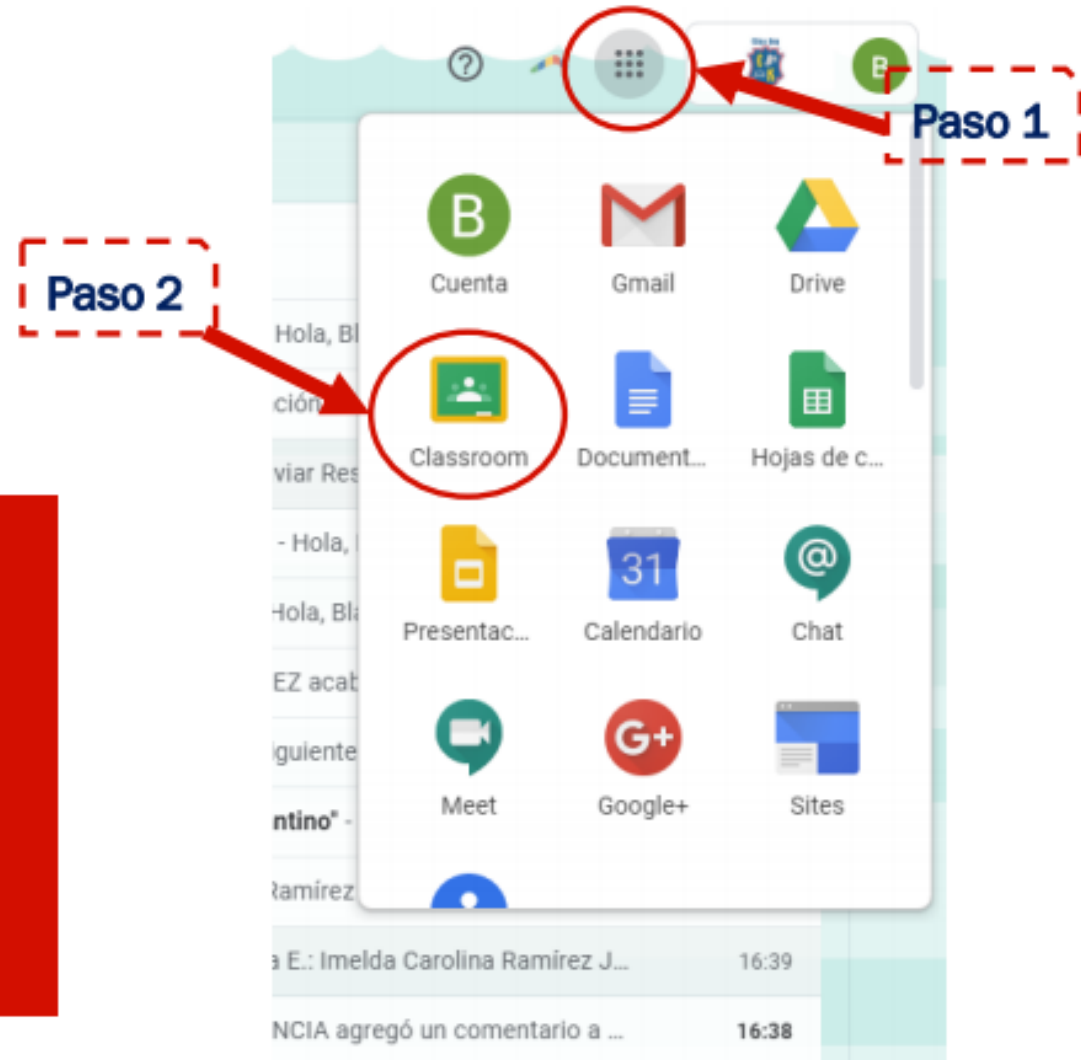 Paso 1
B
B
Cuenta
Gmail
Drive
Paso 2
Hola, Bl
ción
Classroom
Document...
Hojas de c...
viar Res
- Hola,
31
@
Hola, Bla
Presentac...
Calendario
Chat
EZ acab
G+
iguiente
Meet
Google+
Sites
ntino" -
Ramírez
a E.: Imelda Carolina Ramírez J...
16:39
NCIA agregó un comentario a ...
16:38